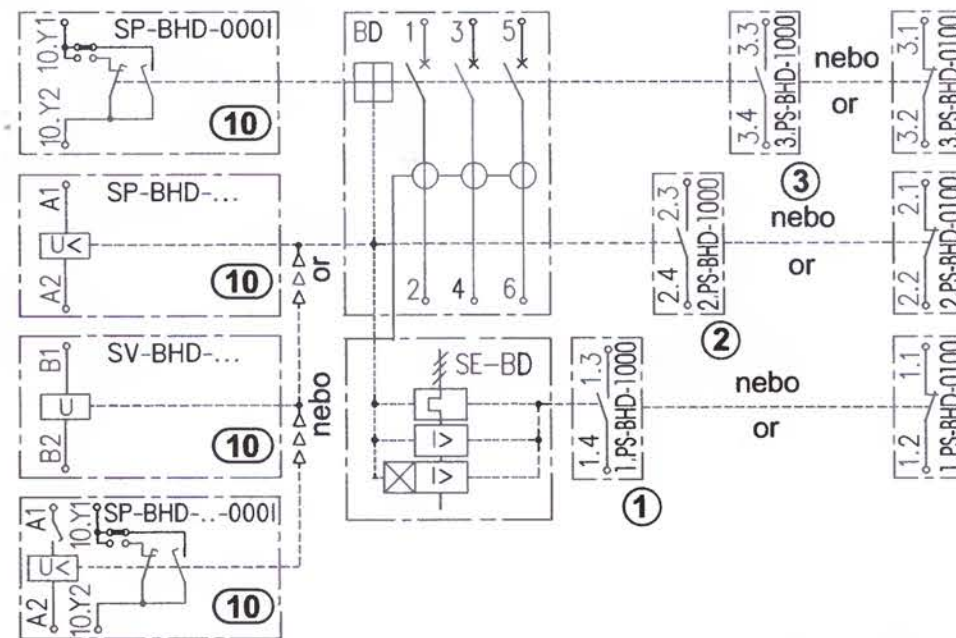 10.Y1
10.Y2
SP-BHD-0001
10
BD
1
3
5
2
4
6
3.3
3.4
3.PS-BHD-1000
3
nebo
or
3.1
3.2
3.PS-BHD-0100
A1
A2
U<
SP-BHD-...
10
or
2.3
2.4
2.PS-BHD-1000
2
nebo
or
2.1
2.2
2.PS-BHD-0100
B1
B2
U
SV-BHD-...
10
nebo
SE-BD
I>
I>
1.3
1.4
1.PS-BHD-1000
1
nebo
or
1.1
1.2
1.PS-BHD-0100
A1
A2
U<
10.Y1
10.Y2
SP-BHD-..-0001
10